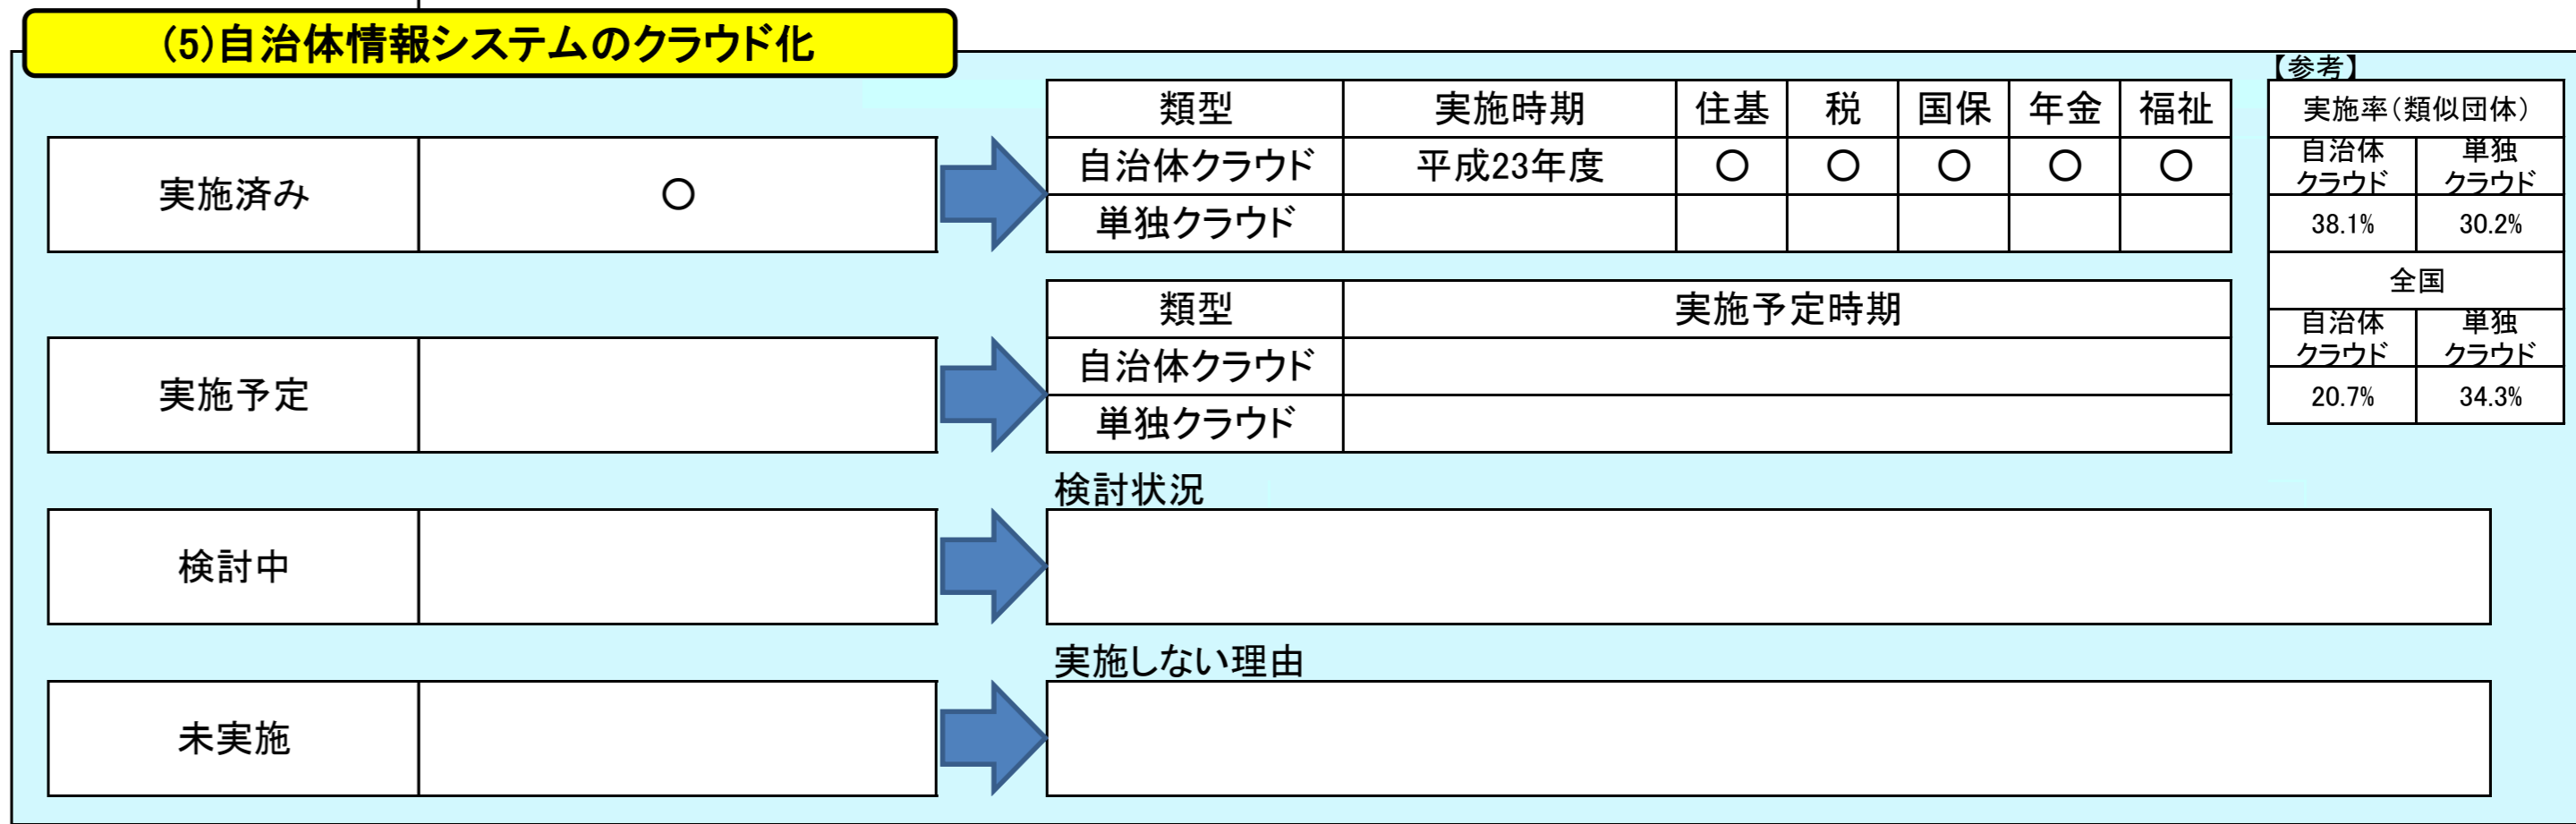 (5)自治体情報システムのクラウド化
【参考】
類型 実施時期 住基 税 国保 年金 福祉
実施済み 〇
自治体クラウド 平成23年度 〇 〇 〇 〇 〇
単独クラウド
実施率(類似団体)
自治体
クラウド
単独
クラウド
38.1% 30.2%
全国
自治体
クラウド
単独
クラウド
20.7% 34.3%
類型 実施予定時期
実施予定
自治体クラウド
単独クラウド
検討状況
検討中
実施しない理由
未実施